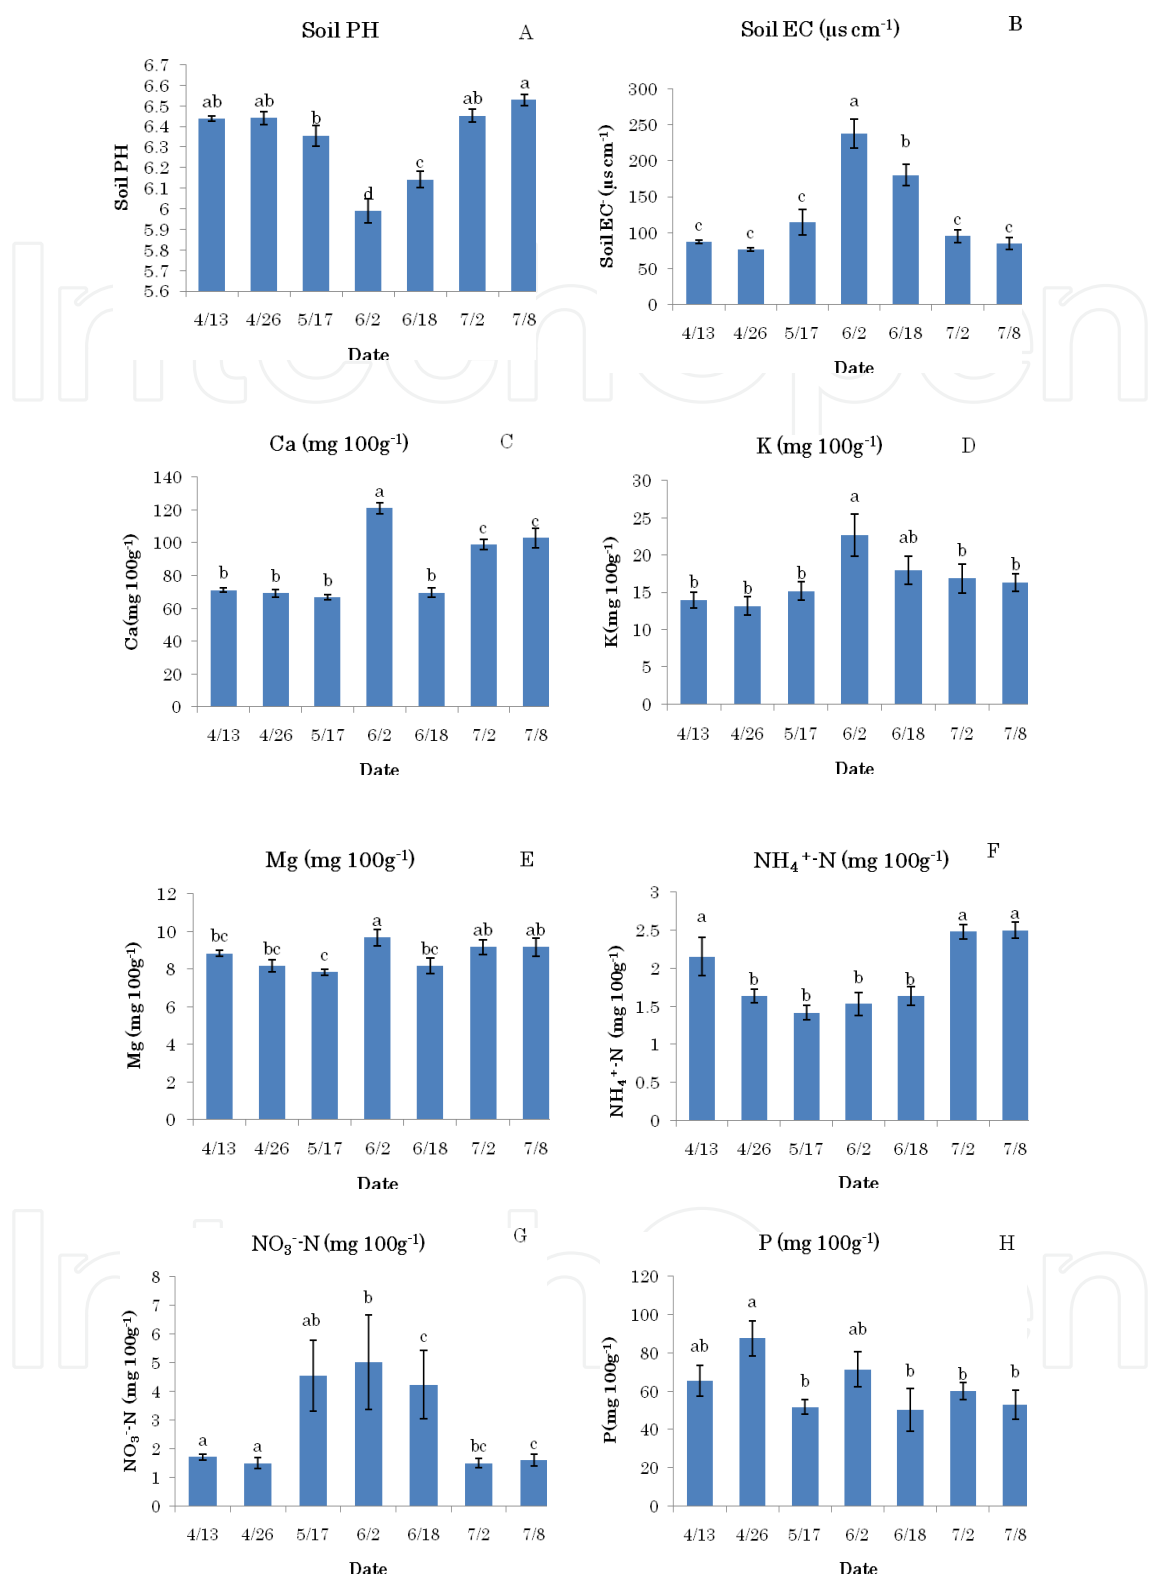 Soil PH
A
6.7
6.6
6.5
6.4
6.3
6.2
6.1
6
5.9
5.8
5.7
5.6
Soil PH
ab
ab
b
d
c
ab
a
4/13 4/26 5/17 6/2 6/18 7/2 7/8
Date
Soil EC (µs cm⁻¹)
B
300
250
200
150
100
50
0
Soil EC (µs cm⁻¹)
c
c
c
a
b
c
c
4/13 4/26 5/17 6/2 6/18 7/2 7/8
Date
Ca (mg 100g⁻¹)
C
140
120
100
80
60
40
20
0
Ca(mg 100g⁻¹)
b
b
b
a
b
c
c
4/13 4/26 5/17 6/2 6/18 7/2 7/8
Date
K (mg 100g⁻¹)
D
30
25
20
15
10
5
0
K(mg 100g⁻¹)
b
b
b
a
ab
b
b
4/13 4/26 5/17 6/2 6/18 7/2 7/8
Date
Mg (mg 100g⁻¹)
E
12
10
8
6
4
2
0
Mg (mg 100g⁻¹)
bc
bc
c
a
bc
ab
ab
4/13 4/26 5/17 6/2 6/18 7/2 7/8
Date
NH₄⁺-N (mg 100g⁻¹)
F
3
2.5
2
1.5
1
0.5
0
NH₄⁺-N (mg 100g⁻¹)
a
b
b
b
b
a
a
4/13 4/26 5/17 6/2 6/18 7/2 7/8
Date
NO₃⁻-N (mg 100g⁻¹)
G
8
7
6
5
4
3
2
1
0
NO₃⁻-N (mg 100g⁻¹)
a
a
ab
b
c
bc
c
4/13 4/26 5/17 6/2 6/18 7/2 7/8
Date
P (mg 100g⁻¹)
H
120
100
80
60
40
20
0
P(mg 100g⁻¹)
ab
a
b
ab
b
b
b
4/13 4/26 5/17 6/2 6/18 7/2 7/8
Date